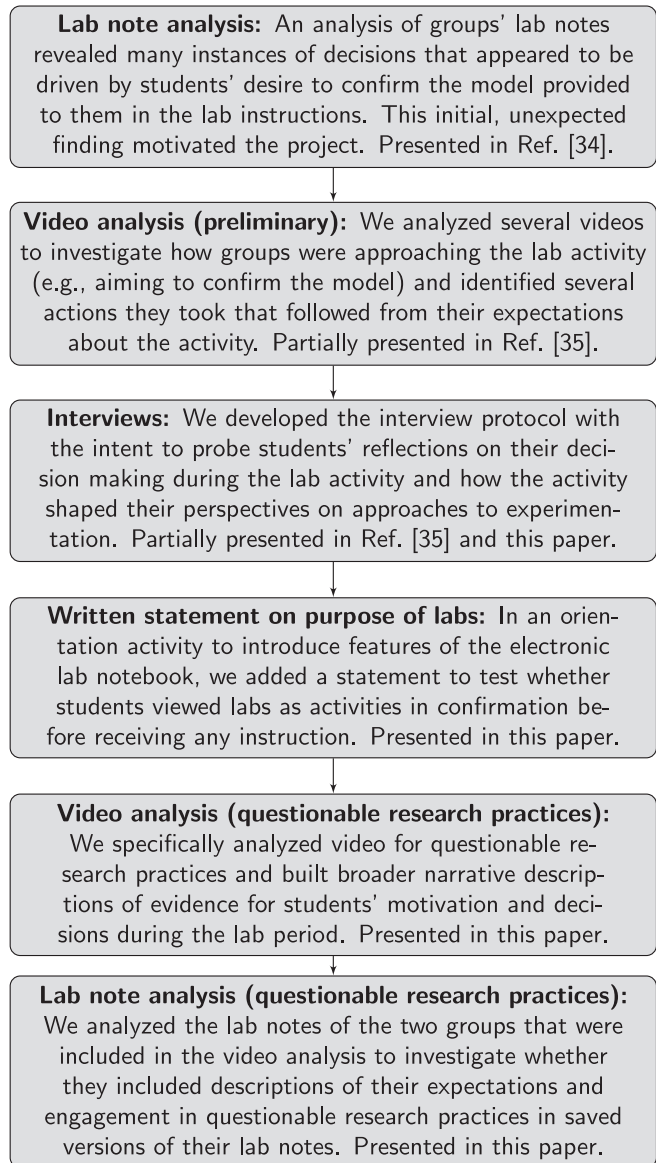 Lab note analysis: An analysis of groups' lab notes
revealed many instances of decisions that appeared to be
driven by students' desire to confirm the model provided
to them in the lab instructions. This initial, unexpected
finding motivated the project. Presented in Ref. [34].
Video analysis (preliminary): We analyzed several videos
to investigate how groups were approaching the lab activity
(e.g., aiming to confirm the model) and identified several
actions they took that followed from their expectations
about the activity. Partially presented in Ref. [35].
Interviews: We developed the interview protocol with
the intent to probe students' reflections on their deci-
sion making during the lab activity and how the activity
shaped their perspectives on approaches to experimen-
tation. Partially presented in Ref. [35] and this paper.
Written statement on purpose of labs: In an orien-
tation activity to introduce features of the electronic
lab notebook, we added a statement to test whether
students viewed labs as activities in confirmation be-
fore receiving any instruction. Presented in this paper.
Video analysis (questionable research practices):
We specifically analyzed video for questionable re-
search practices and built broader narrative descrip-
tions of evidence for students' motivation and deci-
sions during the lab period. Presented in this paper.
Lab note analysis (questionable research practices):
We analyzed the lab notes of the two groups that were
included in the video analysis to investigate whether
they included descriptions of their expectations and
engagement in questionable research practices in saved
versions of their lab notes. Presented in this paper.